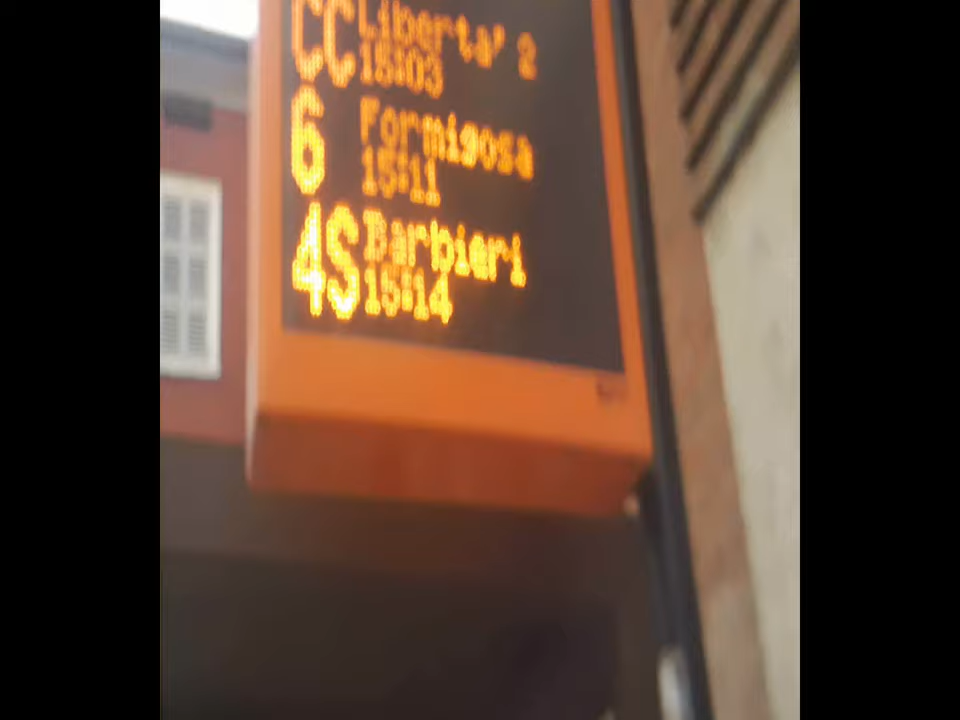 CC Liberta' 2
15:03
6 Formigosa
15:11
4S Barbieri
15:14